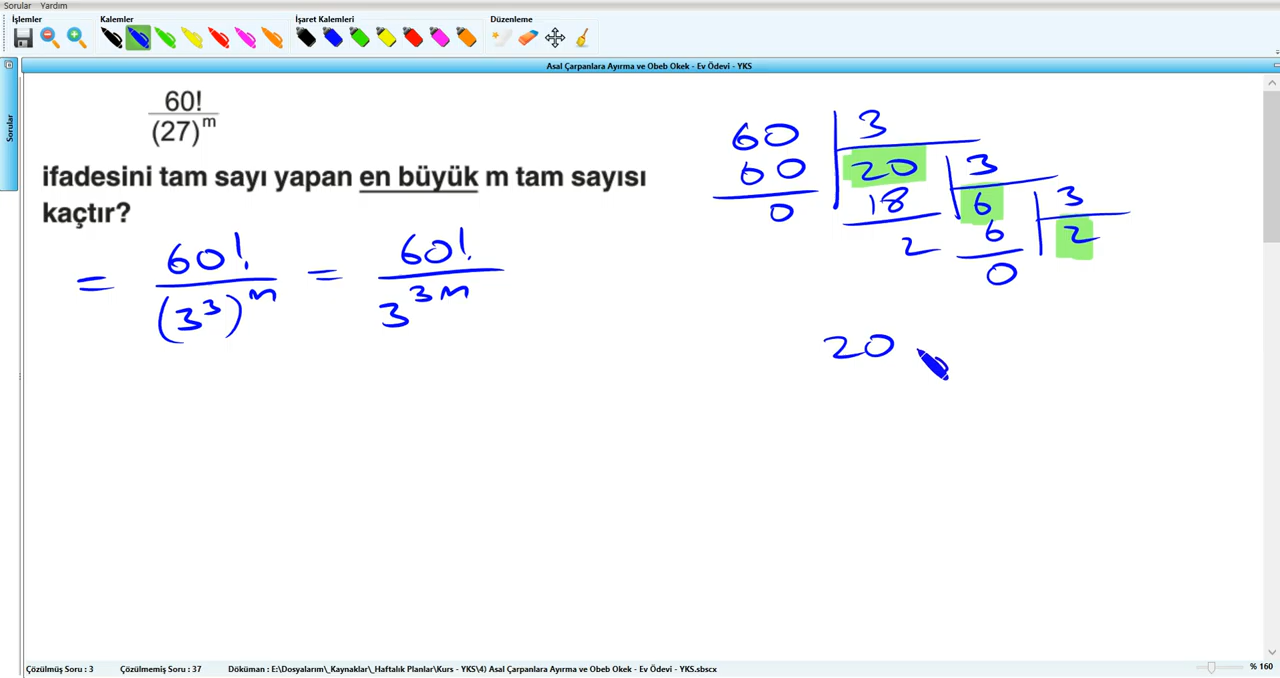 Sorular Yardım
İşlemler Kalemler İşaret Kalemleri Düzenleme
Asal Çarpanlara Ayırma ve Obeb Okek - Ev Ödevi - YKS
Sorular
60!
(27)^m
ifadesini tam sayı yapan en büyük m tam sayısı
kaçtır?
= 60! / (3^3)^m = 60! / 3^3m
60 3
60 20 3
0 18 6 3
2 6 2
0
20
Çözülmüş Soru : 3 Çözülmemiş Soru : 37 Döküman : E:\Dosyalarım\_Kaynaklar\_Haftalık Planlar\Kurs - YKS\4) Asal Çarpanlara Ayırma ve Obeb Okek - Ev Ödevi - YKS.sbscx % 160